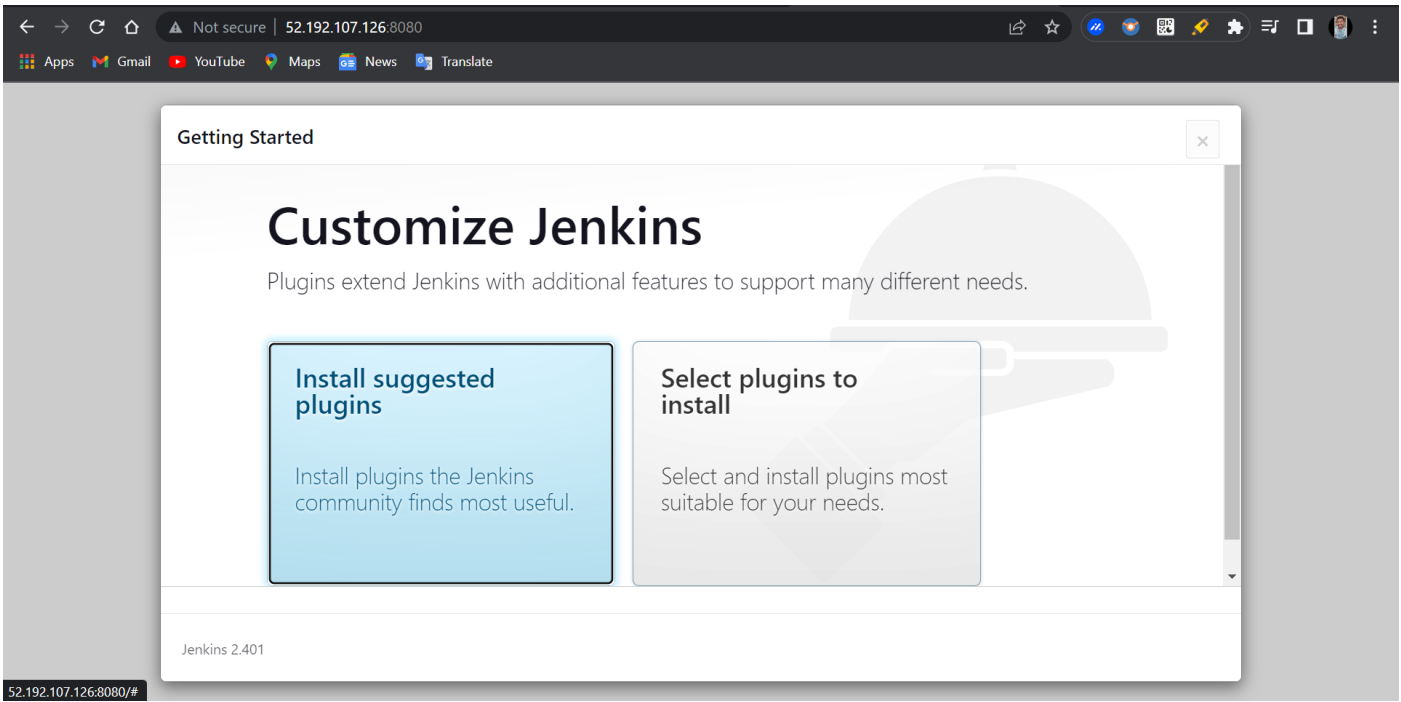 Not secure | 52.192.107.126:8080
Apps Gmail YouTube Maps News Translate
Getting Started
×
Customize Jenkins
Plugins extend Jenkins with additional features to support many different needs.
Install suggested
plugins
Install plugins the Jenkins
community finds most useful.
Select plugins to
install
Select and install plugins most
suitable for your needs.
Jenkins 2.401
52.192.107.126:8080/#